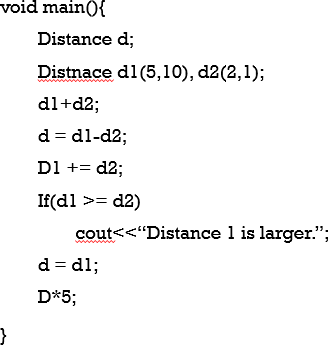 void main(){
Distance d;
Distnace d1(5,10), d2(2,1);
d1+d2;
d = d1-d2;
D1 += d2;
If(d1 >= d2)
cout<<“Distance 1 is larger.”;
d = d1;
D*5;
}